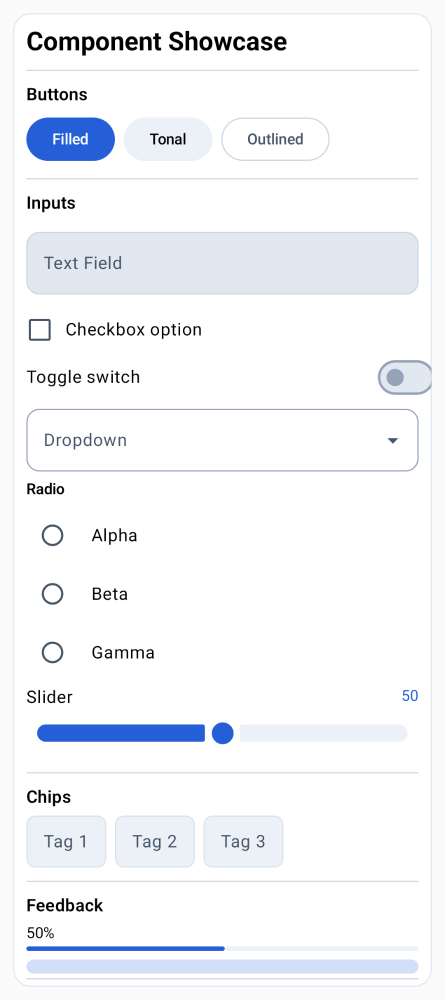 Component Showcase
Buttons
Filled Tonal Outlined
Inputs
Text Field
Checkbox option
Toggle switch
Dropdown
Radio
Alpha
Beta
Gamma
Slider 50
Chips
Tag 1 Tag 2 Tag 3
Feedback
50%